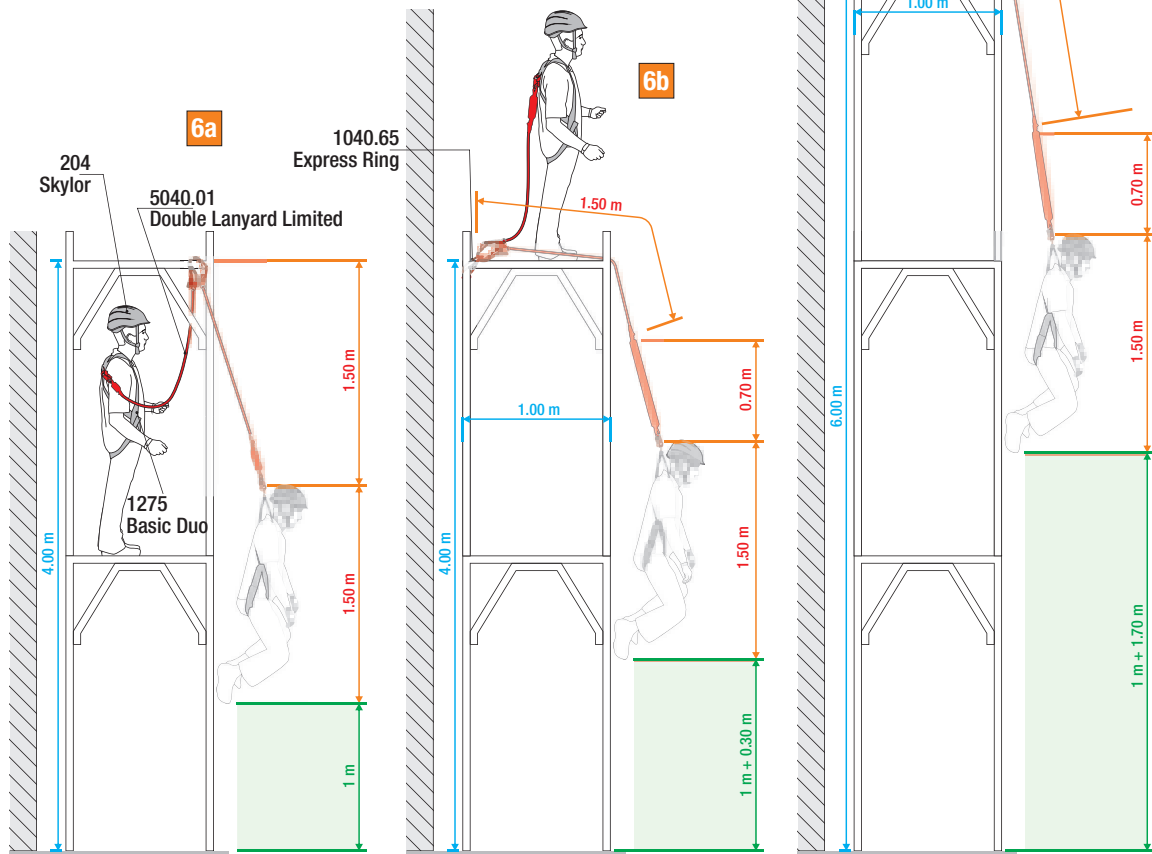 6a
204
Skylor
5040.01
Double Lanyard Limited
1275
Basic Duo
4.00 m
1.50 m
1.50 m
1 m
6b
1040.65
Express Ring
1.50 m
1.00 m
4.00 m
0.70 m
1.50 m
1 m + 0.30 m
1.00 m
6.00 m
0.70 m
1.50 m
1 m + 1.70 m